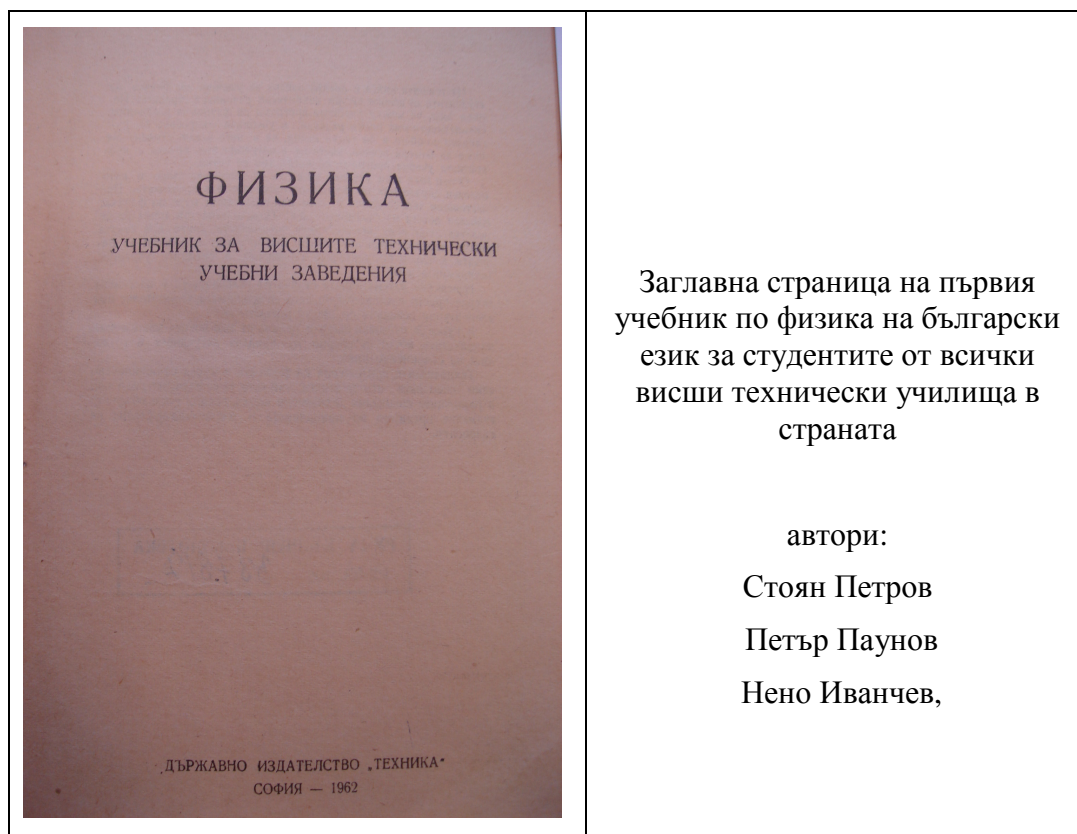 ФИЗИКА
УЧЕБНИК ЗА ВИСШИТЕ ТЕХНИЧЕСКИ
УЧЕБНИ ЗАВЕДЕНИЯ
ДЪРЖАВНО ИЗДАТЕЛСТВО „ТЕХНИКА“
СОФИЯ — 1962
Заглавна страница на първия
учебник по физика на български
език за студентите от всички
висши технически училища в
страната
автори:
Стоян Петров
Петър Паунов
Нено Иванчев,